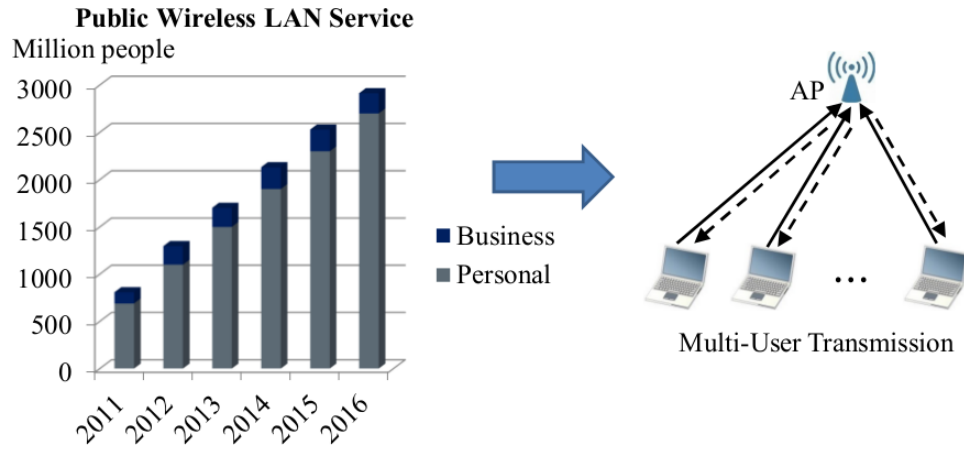 Public Wireless LAN Service
Million people
3000
2500
2000
1500
1000
500
0
2011
2012
2013
2014
2015
2016
Business
Personal
AP
...
Multi-User Transmission